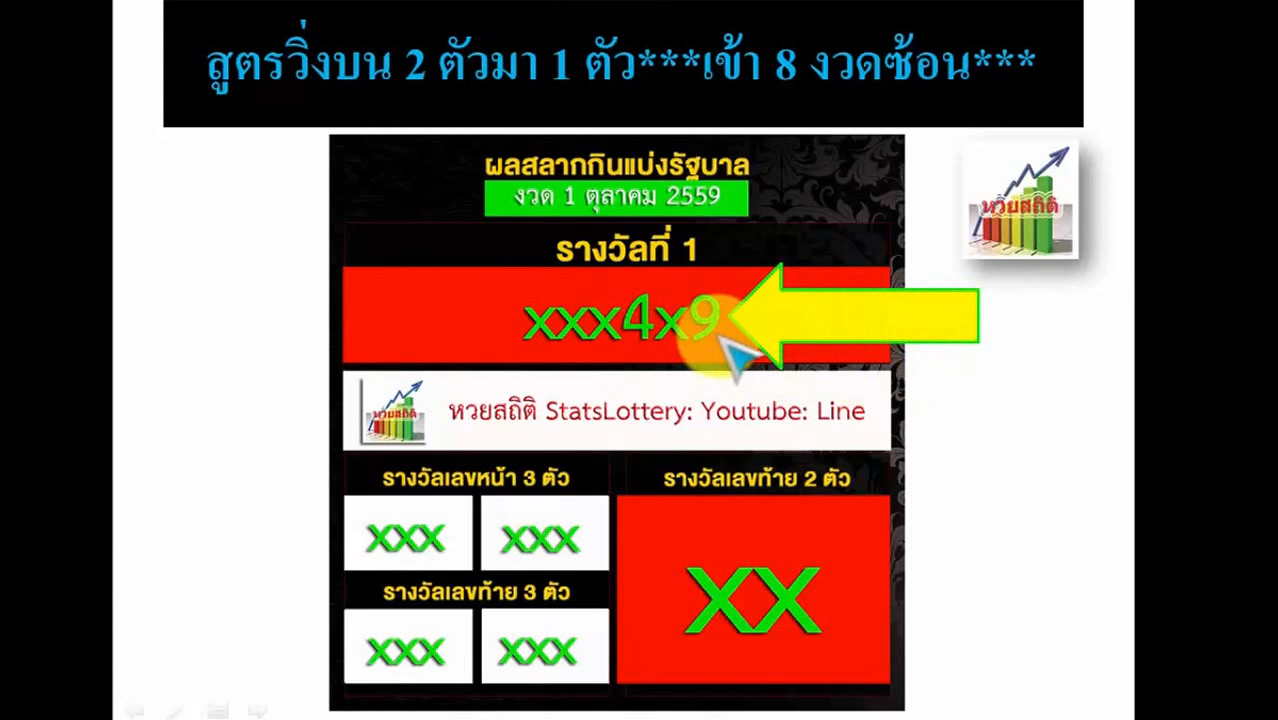 สูตรวิ่งบน 2 ตัวมา 1 ตัว***เข้า 8 งวดซ้อน***
ผลสลากกินแบ่งรัฐบาล
งวด 1 ตุลาคม 2559
หวยสถิติ
รางวัลที่ 1
xxx4x9
หวยสถิติ
หวยสถิติ StatsLottery: Youtube: Line
รางวัลเลขหน้า 3 ตัว
รางวัลเลขท้าย 2 ตัว
xxx xxx
รางวัลเลขท้าย 3 ตัว
xx
xxx xxx